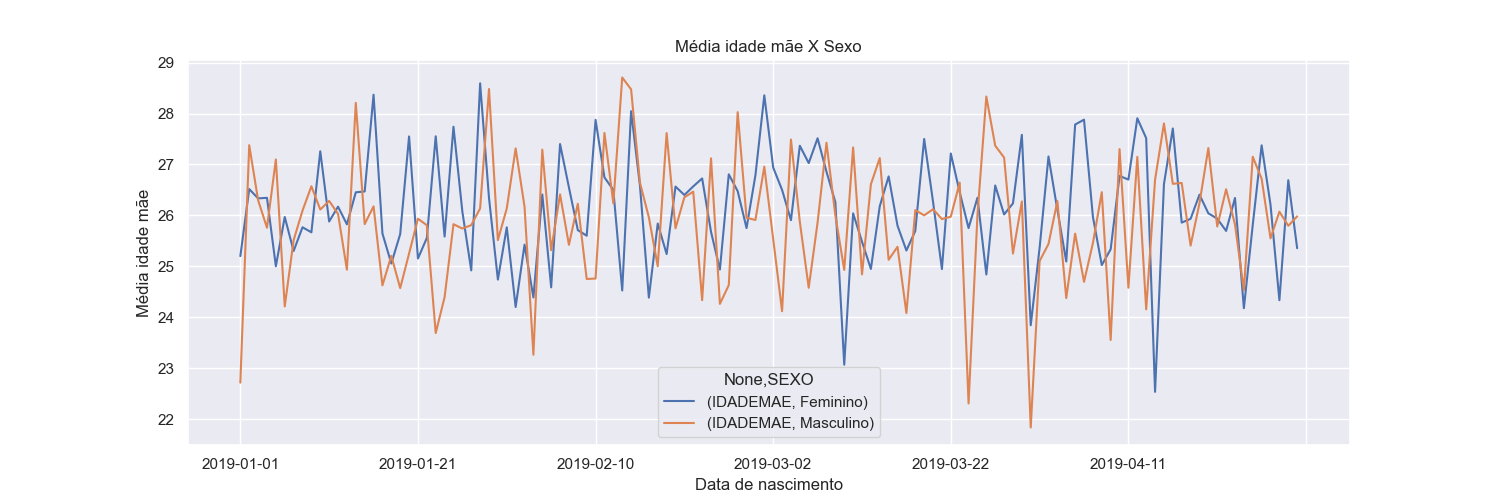 Média idade mãe X Sexo
29
28
27
26
25
24
23
22
Média idade mãe
None,SEXO
(IDADEMAE, Feminino)
(IDADEMAE, Masculino)
2019-01-01 2019-01-21 2019-02-10 2019-03-02 2019-03-22 2019-04-11
Data de nascimento